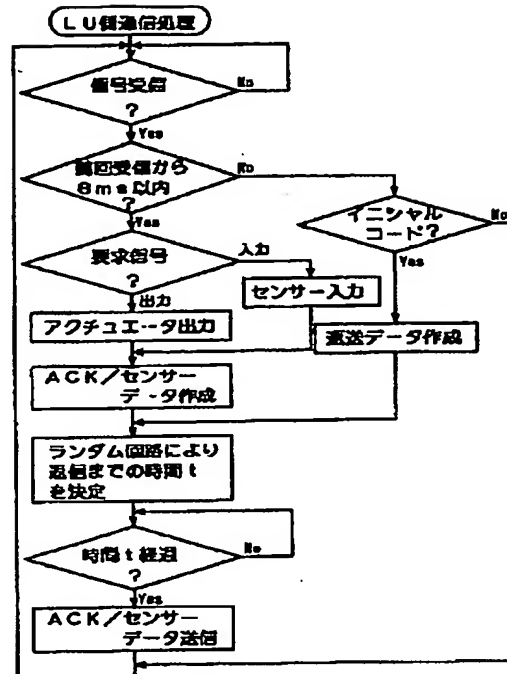 LU側通信処理
信号受信
?
No
Yes
前回受信から
8ms以内
?
No
Yes
イニシャル
コード?
No
Yes
要求信号
?
入力
出力
センサー入力
アクチュエータ出力
返送データ作成
ACK/センサー
データ作成
ランダム回路により
返信までの時間t
を決定
時間t経過
?
No
Yes
ACK/センサー
データ送信